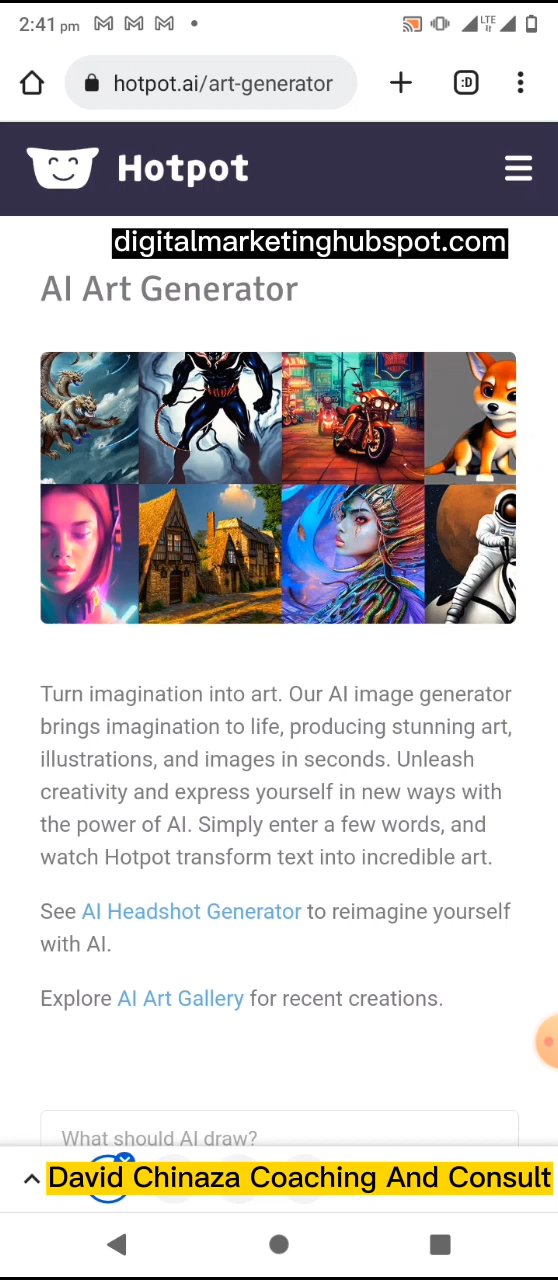 2:41 pm
LTE
hotpot.ai/art-generator
:D
Hotpot
digitalmarketinghubspot.com
AI Art Generator
Turn imagination into art. Our AI image generator
brings imagination to life, producing stunning art,
illustrations, and images in seconds. Unleash
creativity and express yourself in new ways with
the power of AI. Simply enter a few words, and
watch Hotpot transform text into incredible art.
See AI Headshot Generator to reimagine yourself
with AI.
Explore AI Art Gallery for recent creations.
What should AI draw?
David Chinaza Coaching And Consult